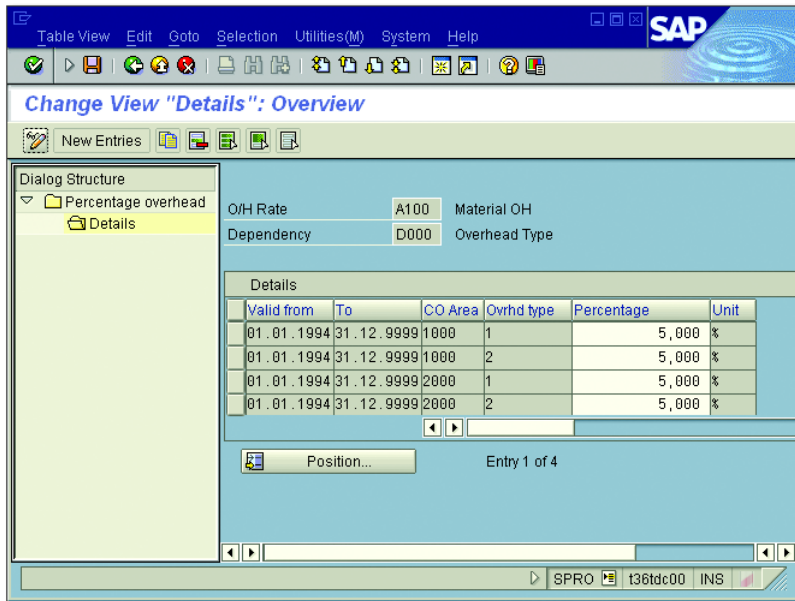 Table View Edit Goto Selection Utilities(M) System Help
SAP
Change View "Details": Overview
New Entries
Dialog Structure
Percentage overhead
Details
O/H Rate A100 Material OH
Dependency D000 Overhead Type
Details
Valid from To CO Area Ovrhd type Percentage Unit
01.01.1994 31.12.9999 1000 1 5,000 %
01.01.1994 31.12.9999 1000 2 5,000 %
01.01.1994 31.12.9999 2000 1 5,000 %
01.01.1994 31.12.9999 2000 2 5,000 %
Position... Entry 1 of 4
SPRO t36tdc00 INS